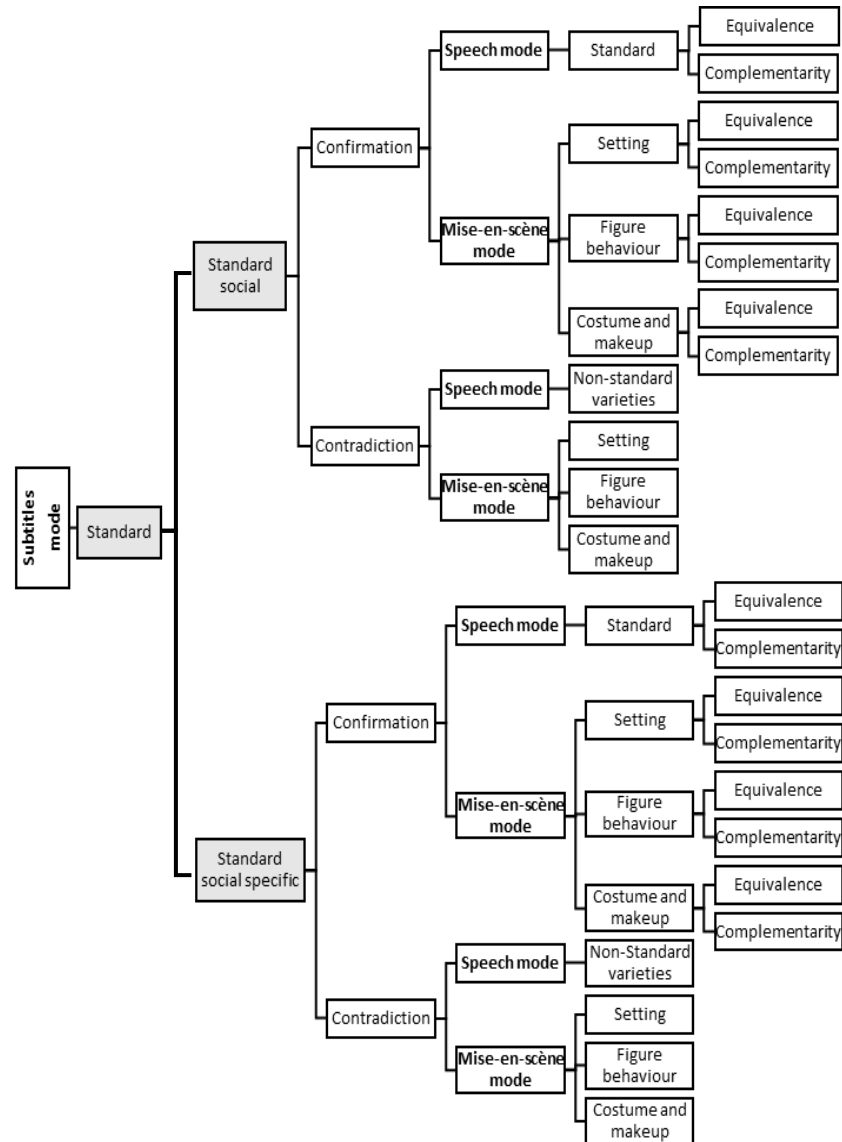 Equivalence
Speech mode
Standard
Complementarity
Equivalence
Confirmation
Setting
Complementarity
Equivalence
Mise-en-scène
mode
Figure
behaviour
Complementarity
Standard
social
Equivalence
Costume and
makeup
Complementarity
Speech mode
Non-standard
varieties
Contradiction
Setting
Mise-en-scène
mode
Figure
behaviour
Costume and
makeup
Subtitles
mode
Standard
Equivalence
Speech mode
Standard
Complementarity
Equivalence
Confirmation
Setting
Complementarity
Equivalence
Mise-en-scène
mode
Figure
behaviour
Complementarity
Standard
social specific
Equivalence
Costume and
makeup
Complementarity
Speech mode
Non-Standard
varieties
Contradiction
Setting
Mise-en-scène
mode
Figure
behaviour
Costume and
makeup